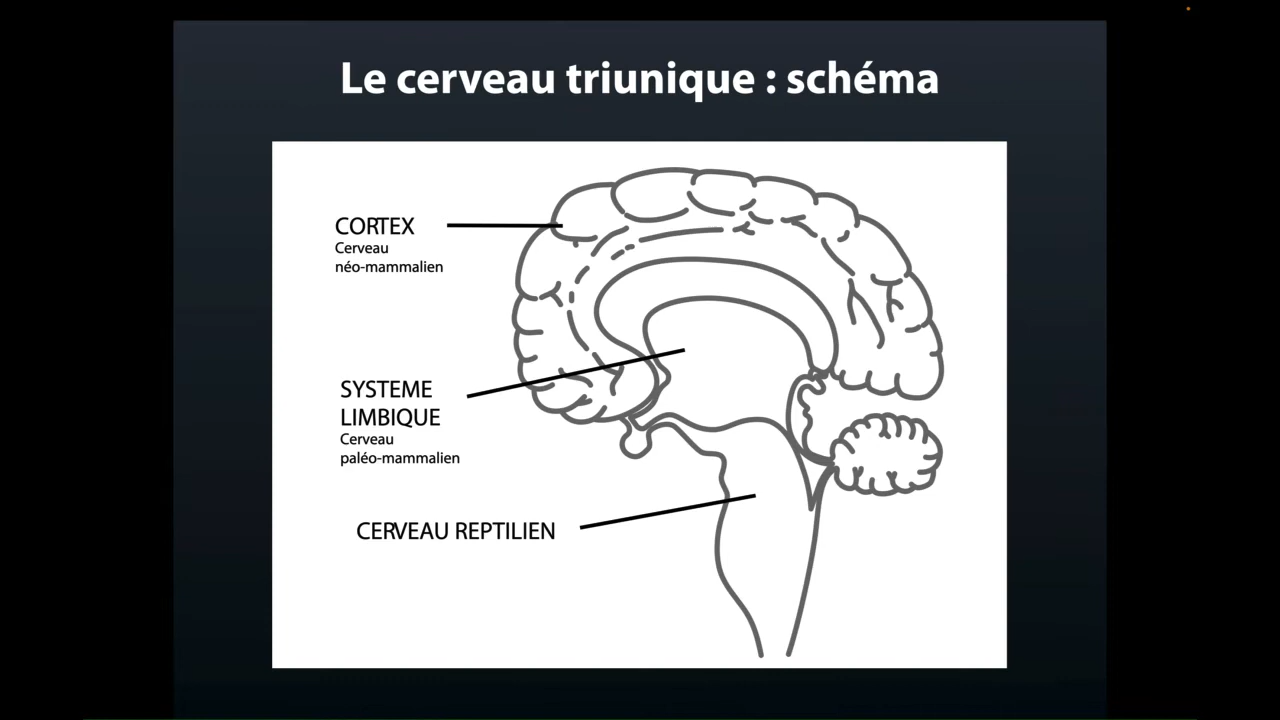 Le cerveau triunique : schéma
CORTEX
Cerveau
néo-mammalien
SYSTEME
LIMBIQUE
Cerveau
paléo-mammalien
CERVEAU REPTILIEN